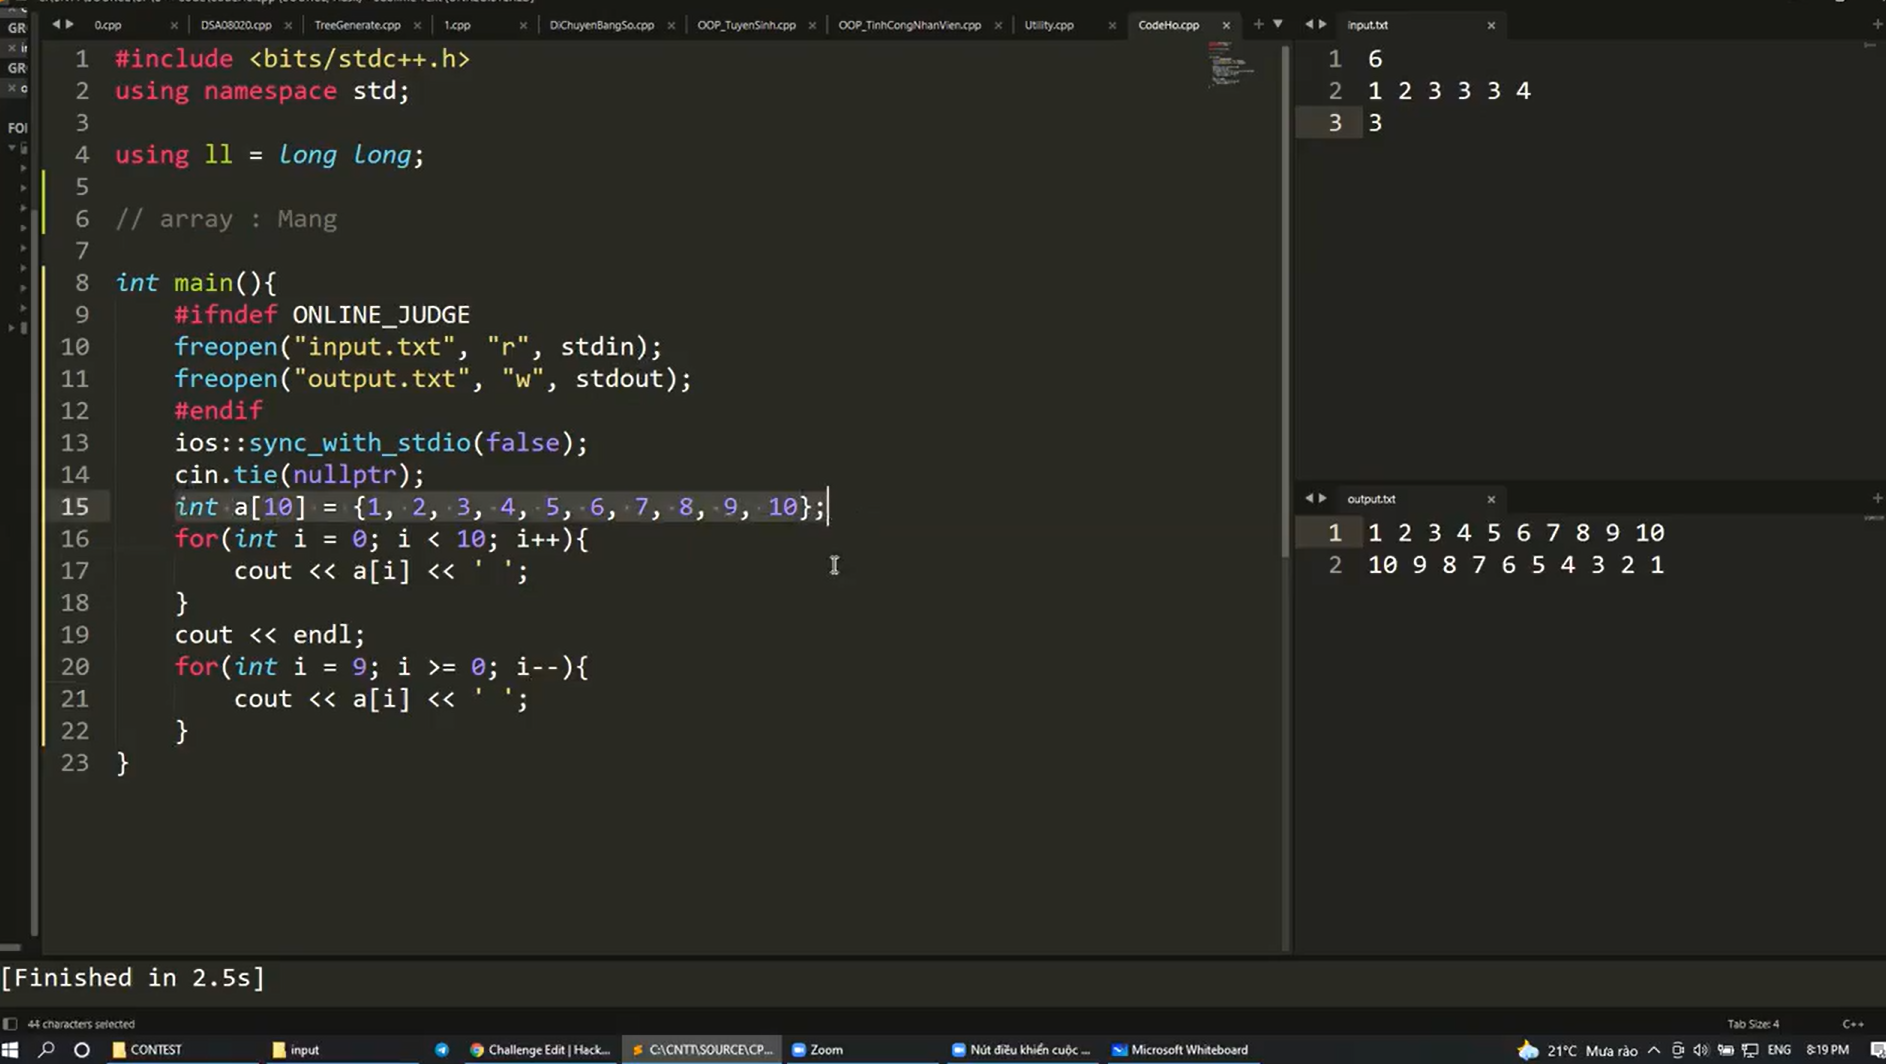 0.cpp DSA08020.cpp TreeGenerate.cpp 1.cpp DiChuyenBangSo.cpp OOP_TuyenSinh.cpp OOP_TinhCongNhanVien.cpp Utility.cpp CodeHo.cpp
1 #include <bits/stdc++.h>
2 using namespace std;
3
4 using ll = long long;
5
6 // array : Mang
7
8 int main(){
9 #ifndef ONLINE_JUDGE
10 freopen("input.txt", "r", stdin);
11 freopen("output.txt", "w", stdout);
12 #endif
13 ios::sync_with_stdio(false);
14 cin.tie(nullptr);
15 int a[10] = {1, 2, 3, 4, 5, 6, 7, 8, 9, 10};
16 for(int i = 0; i < 10; i++){
17 cout << a[i] << ' ';
18 }
19 cout << endl;
20 for(int i = 9; i >= 0; i--){
21 cout << a[i] << ' ';
22 }
23 }
input.txt
1 6
2 1 2 3 3 3 4
3 3
output.txt
1 1 2 3 4 5 6 7 8 9 10
2 10 9 8 7 6 5 4 3 2 1
[Finished in 2.5s]
44 characters selected
Tab Size: 4 C++
CONTEST input Challenge Edit | Hack... C:\CNTT\SOURCE\CP... Zoom Nút điều khiển cuộc ... Microsoft Whiteboard 21°C Mưa rào ENG 8:19 PM